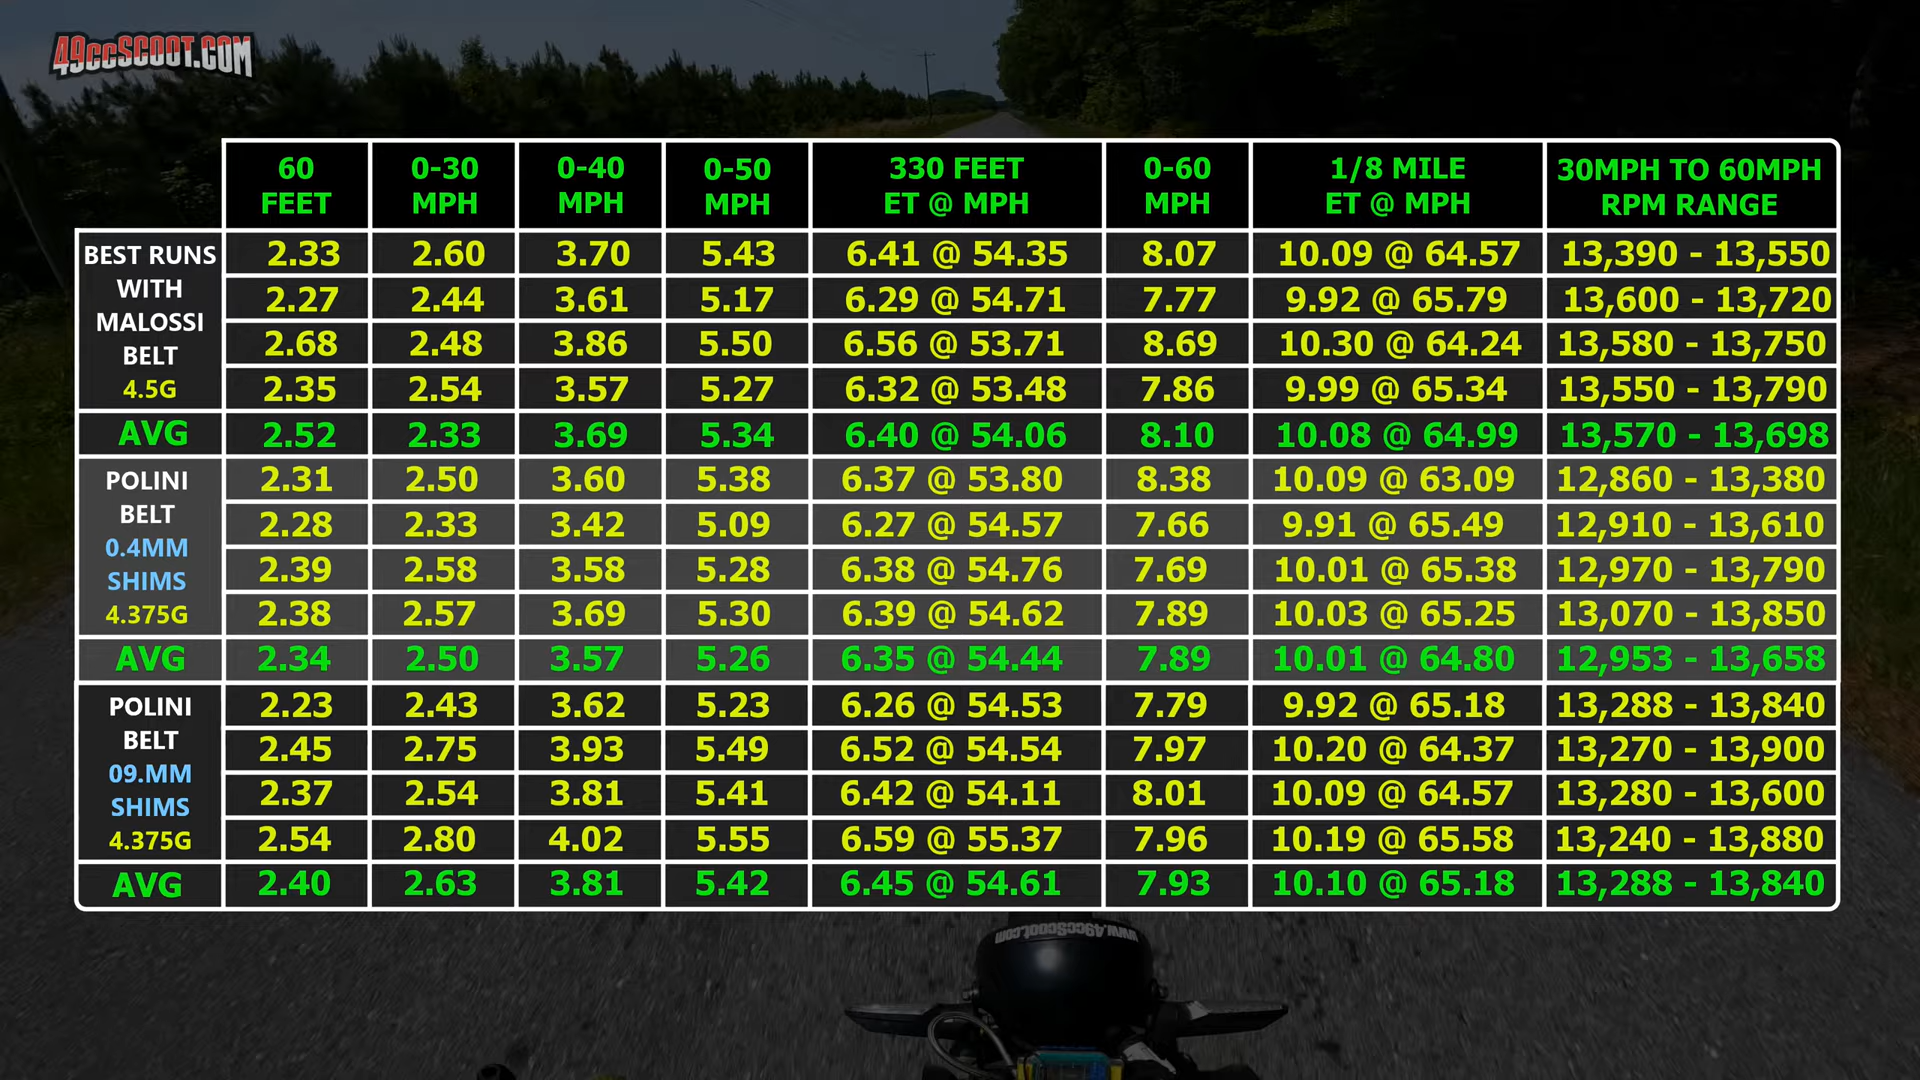 49ccSCOOT.COM
60 FEET 0-30 MPH 0-40 MPH 0-50 MPH 330 FEET ET @ MPH 0-60 MPH 1/8 MILE ET @ MPH 30MPH TO 60MPH RPM RANGE
BEST RUNS
WITH
MALOSSI
BELT
4.5G
2.33 2.60 3.70 5.43 6.41 @ 54.35 8.07 10.09 @ 64.57 13,390 - 13,550
2.27 2.44 3.61 5.17 6.29 @ 54.71 7.77 9.92 @ 65.79 13,600 - 13,720
2.68 2.48 3.86 5.50 6.56 @ 53.71 8.69 10.30 @ 64.24 13,580 - 13,750
2.35 2.54 3.57 5.27 6.32 @ 53.48 7.86 9.99 @ 65.34 13,550 - 13,790
AVG 2.52 2.33 3.69 5.34 6.40 @ 54.06 8.10 10.08 @ 64.99 13,570 - 13,698
POLINI
BELT
0.4MM
SHIMS
4.375G
2.31 2.50 3.60 5.38 6.37 @ 53.80 8.38 10.09 @ 63.09 12,860 - 13,380
2.28 2.33 3.42 5.09 6.27 @ 54.57 7.66 9.91 @ 65.49 12,910 - 13,610
2.39 2.58 3.58 5.28 6.38 @ 54.76 7.69 10.01 @ 65.38 12,970 - 13,790
2.38 2.57 3.69 5.30 6.39 @ 54.62 7.89 10.03 @ 65.25 13,070 - 13,850
AVG 2.34 2.50 3.57 5.26 6.35 @ 54.44 7.89 10.01 @ 64.80 12,953 - 13,658
POLINI
BELT
09.MM
SHIMS
4.375G
2.23 2.43 3.62 5.23 6.26 @ 54.53 7.79 9.92 @ 65.18 13,288 - 13,840
2.45 2.75 3.93 5.49 6.52 @ 54.54 7.97 10.20 @ 64.37 13,270 - 13,900
2.37 2.54 3.81 5.41 6.42 @ 54.11 8.01 10.09 @ 64.57 13,280 - 13,600
2.54 2.80 4.02 5.55 6.59 @ 55.37 7.96 10.19 @ 65.58 13,240 - 13,880
AVG 2.40 2.63 3.81 5.42 6.45 @ 54.61 7.93 10.10 @ 65.18 13,288 - 13,840
www.49ccScoot.com